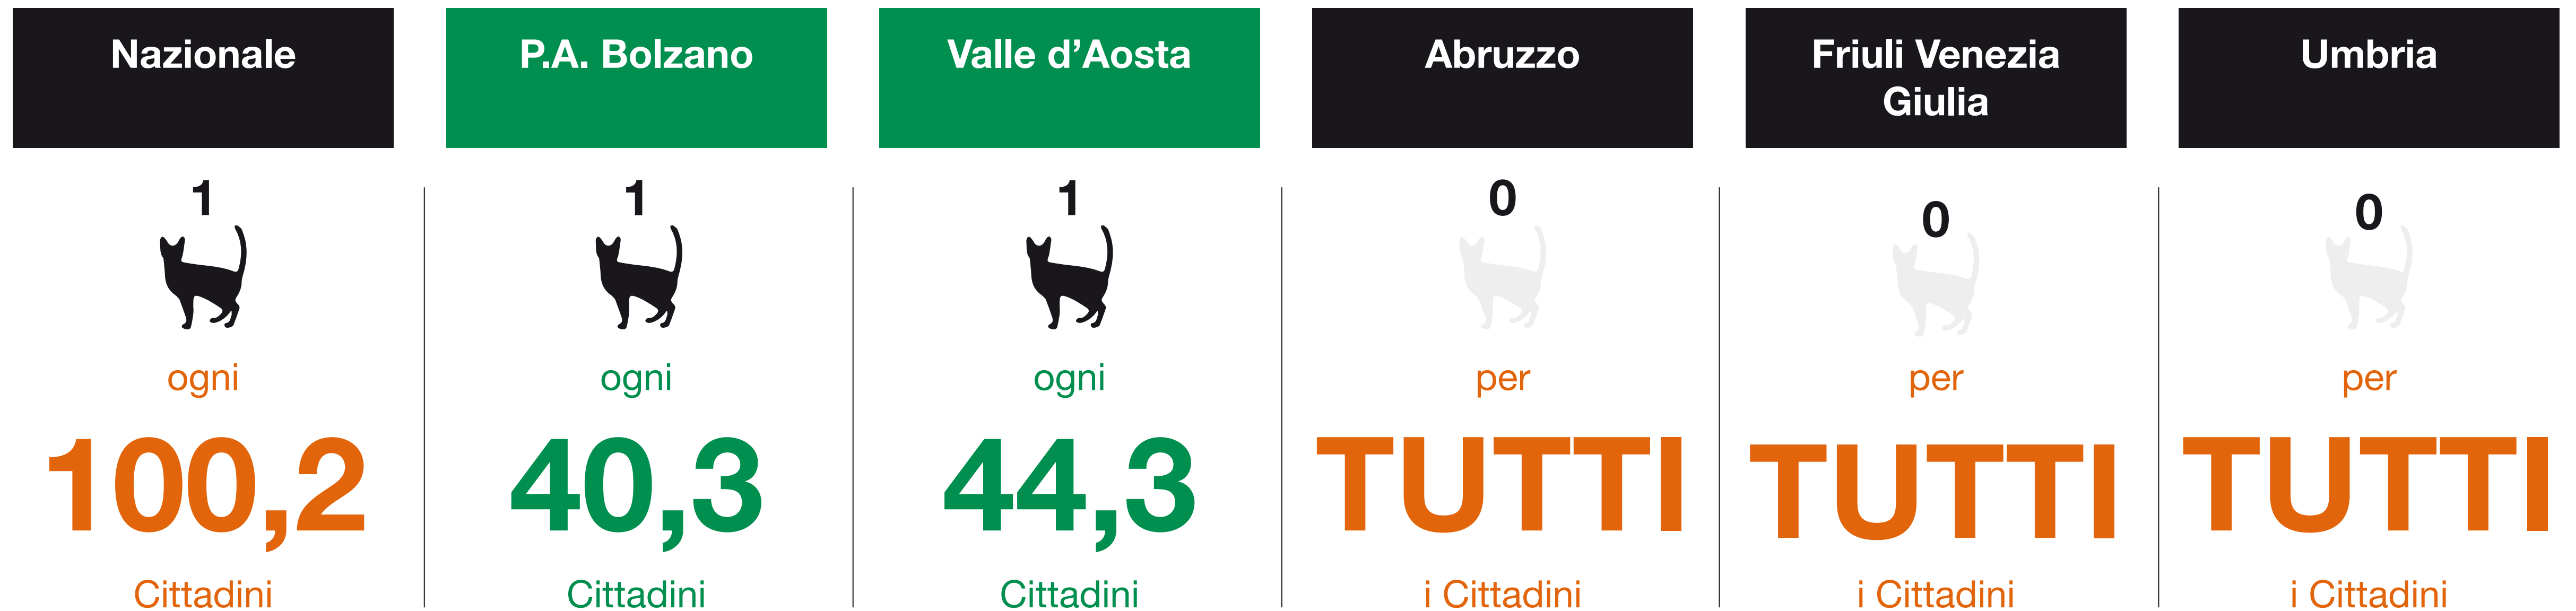 Nazionale
1
ogni
100,2
Cittadini
P.A. Bolzano
1
ogni
40,3
Cittadini
Valle d’Aosta
1
ogni
44,3
Cittadini
Abruzzo
0
per
TUTTI
i Cittadini
Friuli Venezia
Giulia
0
per
TUTTI
i Cittadini
Umbria
0
per
TUTTI
i Cittadini